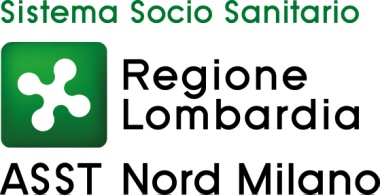 Sistema Socio Sanitario
Regione
Lombardia
ASST Nord Milano